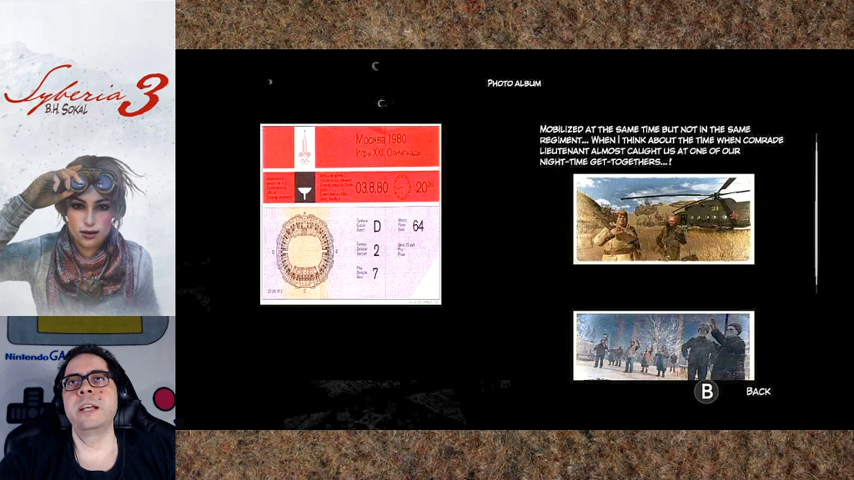 Syberia 3
B.H. SOKAL
Nintendo GA
PHOTO ALBUM
Москва 1980
Игры XXII Олимпиады
03.8.80
20
D
64
2
7
MOBILIZED AT THE SAME TIME BUT NOT IN THE SAME
REGIMENT... WHEN I THINK ABOUT THE TIME WHEN COMRADE
LIEUTENANT ALMOST CAUGHT US AT ONE OF OUR
NIGHT-TIME GET-TOGETHERS...!
B BACK